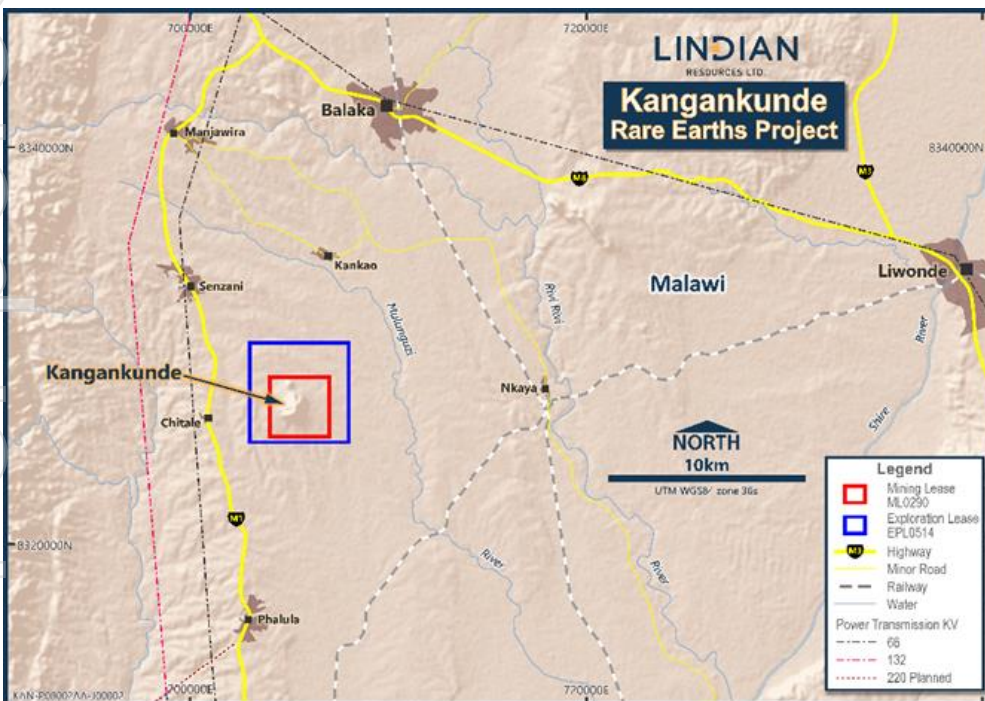 700000E
720000E
LINDIAN
RESOURCES LTD.
Kangankunde
Rare Earths Project
Balaka
Manjawira
8340000N
8340000N
M3
M8
Kankao
Senzani
Liwonde
Malawi
Rivi Rivi
Mulunguzi
River
Kangankunde
Nkaya
Chitale
Shire
NORTH
10km
UTM WGS84 zone 36s
M1
8320000N
River
River
Phalula
700000E
770000E
Legend
Mining Lease
ML0290
Exploration Lease
EPL0514
M3
Highway
Minor Road
Railway
Water
Power Transmission KV
66
132
220 Planned